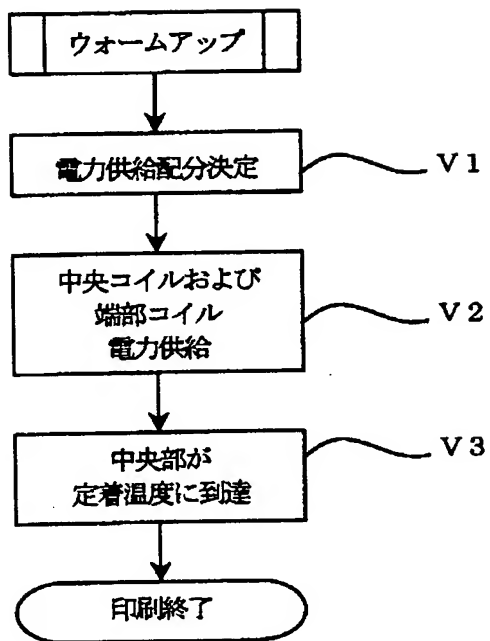 ウォームアップ
電力供給配分決定
V1
中央コイルおよび
端部コイル
電力供給
V2
中央部が
定着温度に到達
V3
印刷終了